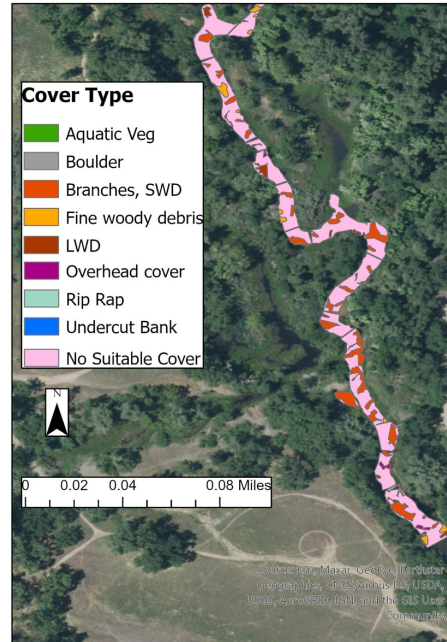 Cover Type
Aquatic Veg
Boulder
Branches, SWD
Fine woody debris
LWD
Overhead cover
Rip Rap
Undercut Bank
No Suitable Cover
N
0 0.02 0.04 0.08 Miles
Source: Esri, Maxar, GeoEye, Earthstar
Geographics, CNES/Airbus DS, USDA,
USGS, AeroGRID, IGN, and the GIS User
Community